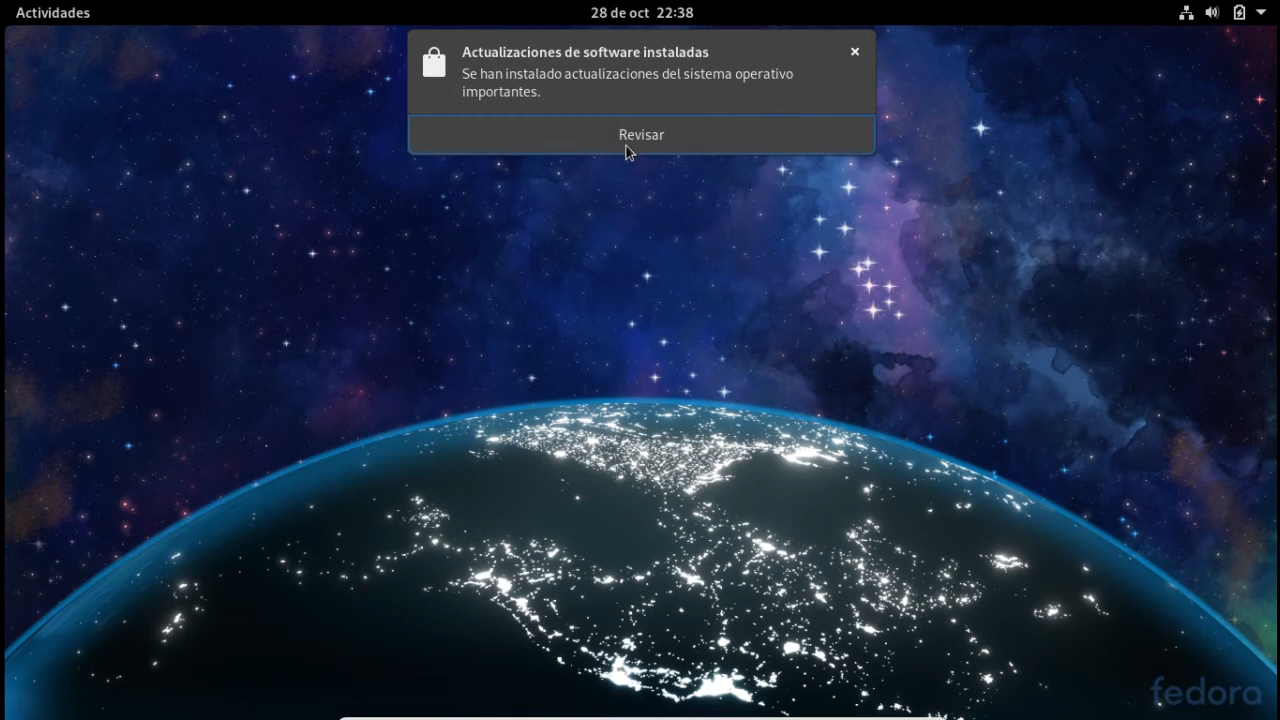 Actividades
28 de oct 22:38
Actualizaciones de software instaladas
Se han instalado actualizaciones del sistema operativo
importantes.
Revisar
fedora